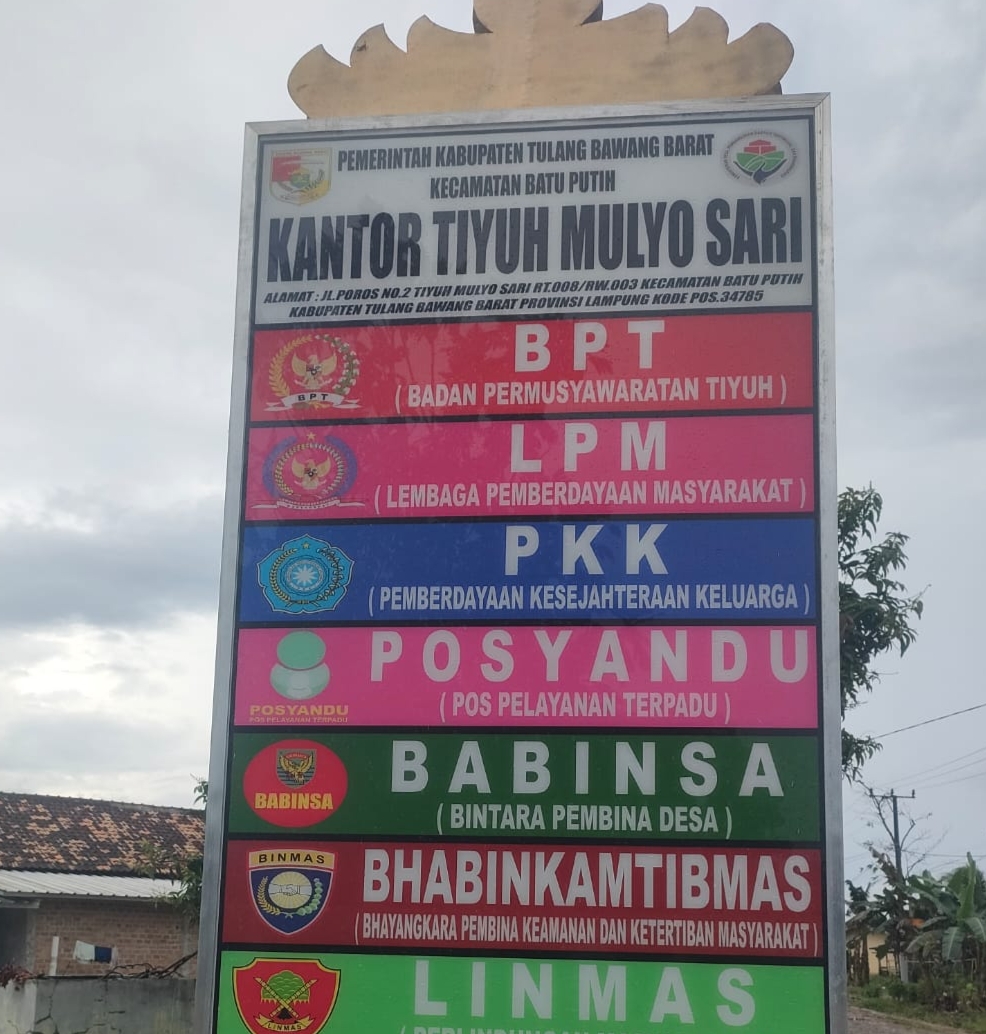 PEMERINTAH KABUPATEN TULANG BAWANG BARAT
KECAMATAN BATU PUTIH
KANTOR TIYUH MULYO SARI
ALAMAT : JL.POROS NO.2 TIYUH MULYO SARI RT.008/RW.003 KECAMATAN BATU PUTIH
KABUPATEN TULANG BAWANG BARAT PROVINSI LAMPUNG KODE POS.34785
BPT
BPT
( BADAN PERMUSYAWARATAN TIYUH )
LPM
( LEMBAGA PEMBERDAYAAN MASYARAKAT )
PKK
( PEMBERDAYAAN KESEJAHTERAAN KELUARGA )
POSYANDU
( POS PELAYANAN TERPADU )
POSYANDU
POS PELAYANAN TERPADU
BABINSA
BABINSA
( BINTARA PEMBINA DESA )
BINMAS
BHABINKAMTIBMAS
( BHAYANGKARA PEMBINA KEAMANAN DAN KETERTIBAN MASYARAKAT )
LINMAS
LINMAS